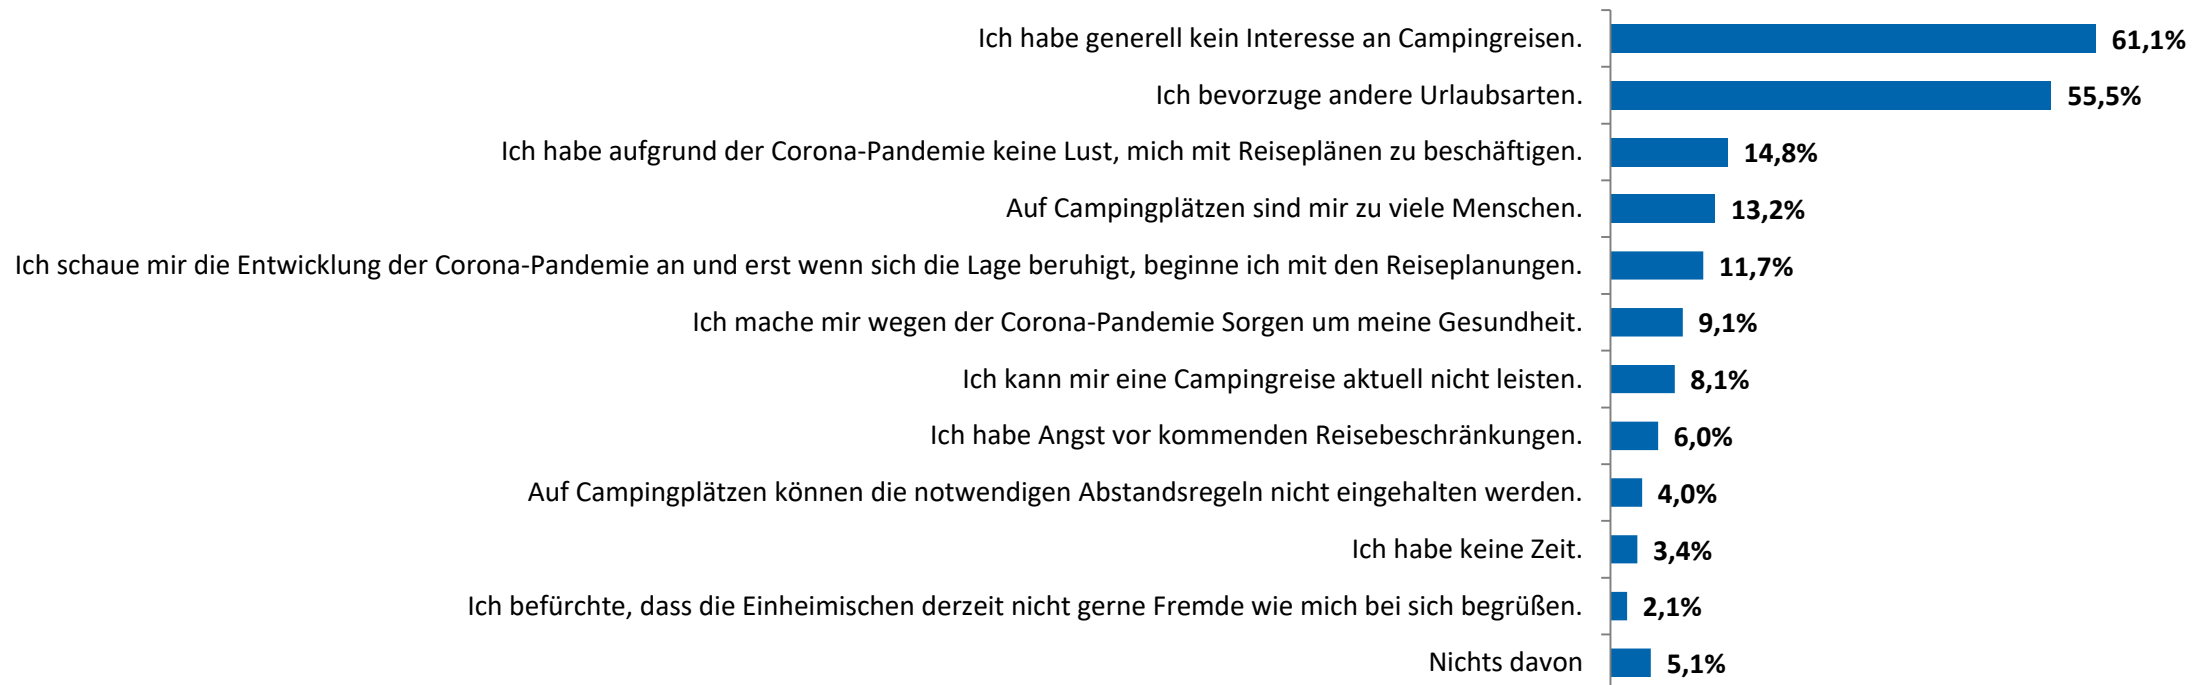 Ich habe generell kein Interesse an Campingreisen. 61,1%
Ich bevorzuge andere Urlaubsarten. 55,5%
Ich habe aufgrund der Corona-Pandemie keine Lust, mich mit Reiseplänen zu beschäftigen. 14,8%
Auf Campingplätzen sind mir zu viele Menschen. 13,2%
Ich schaue mir die Entwicklung der Corona-Pandemie an und erst wenn sich die Lage beruhigt, beginne ich mit den Reiseplanungen. 11,7%
Ich mache mir wegen der Corona-Pandemie Sorgen um meine Gesundheit. 9,1%
Ich kann mir eine Campingreise aktuell nicht leisten. 8,1%
Ich habe Angst vor kommenden Reisebeschränkungen. 6,0%
Auf Campingplätzen können die notwendigen Abstandsregeln nicht eingehalten werden. 4,0%
Ich habe keine Zeit. 3,4%
Ich befürchte, dass die Einheimischen derzeit nicht gerne Fremde wie mich bei sich begrüßen. 2,1%
Nichts davon 5,1%